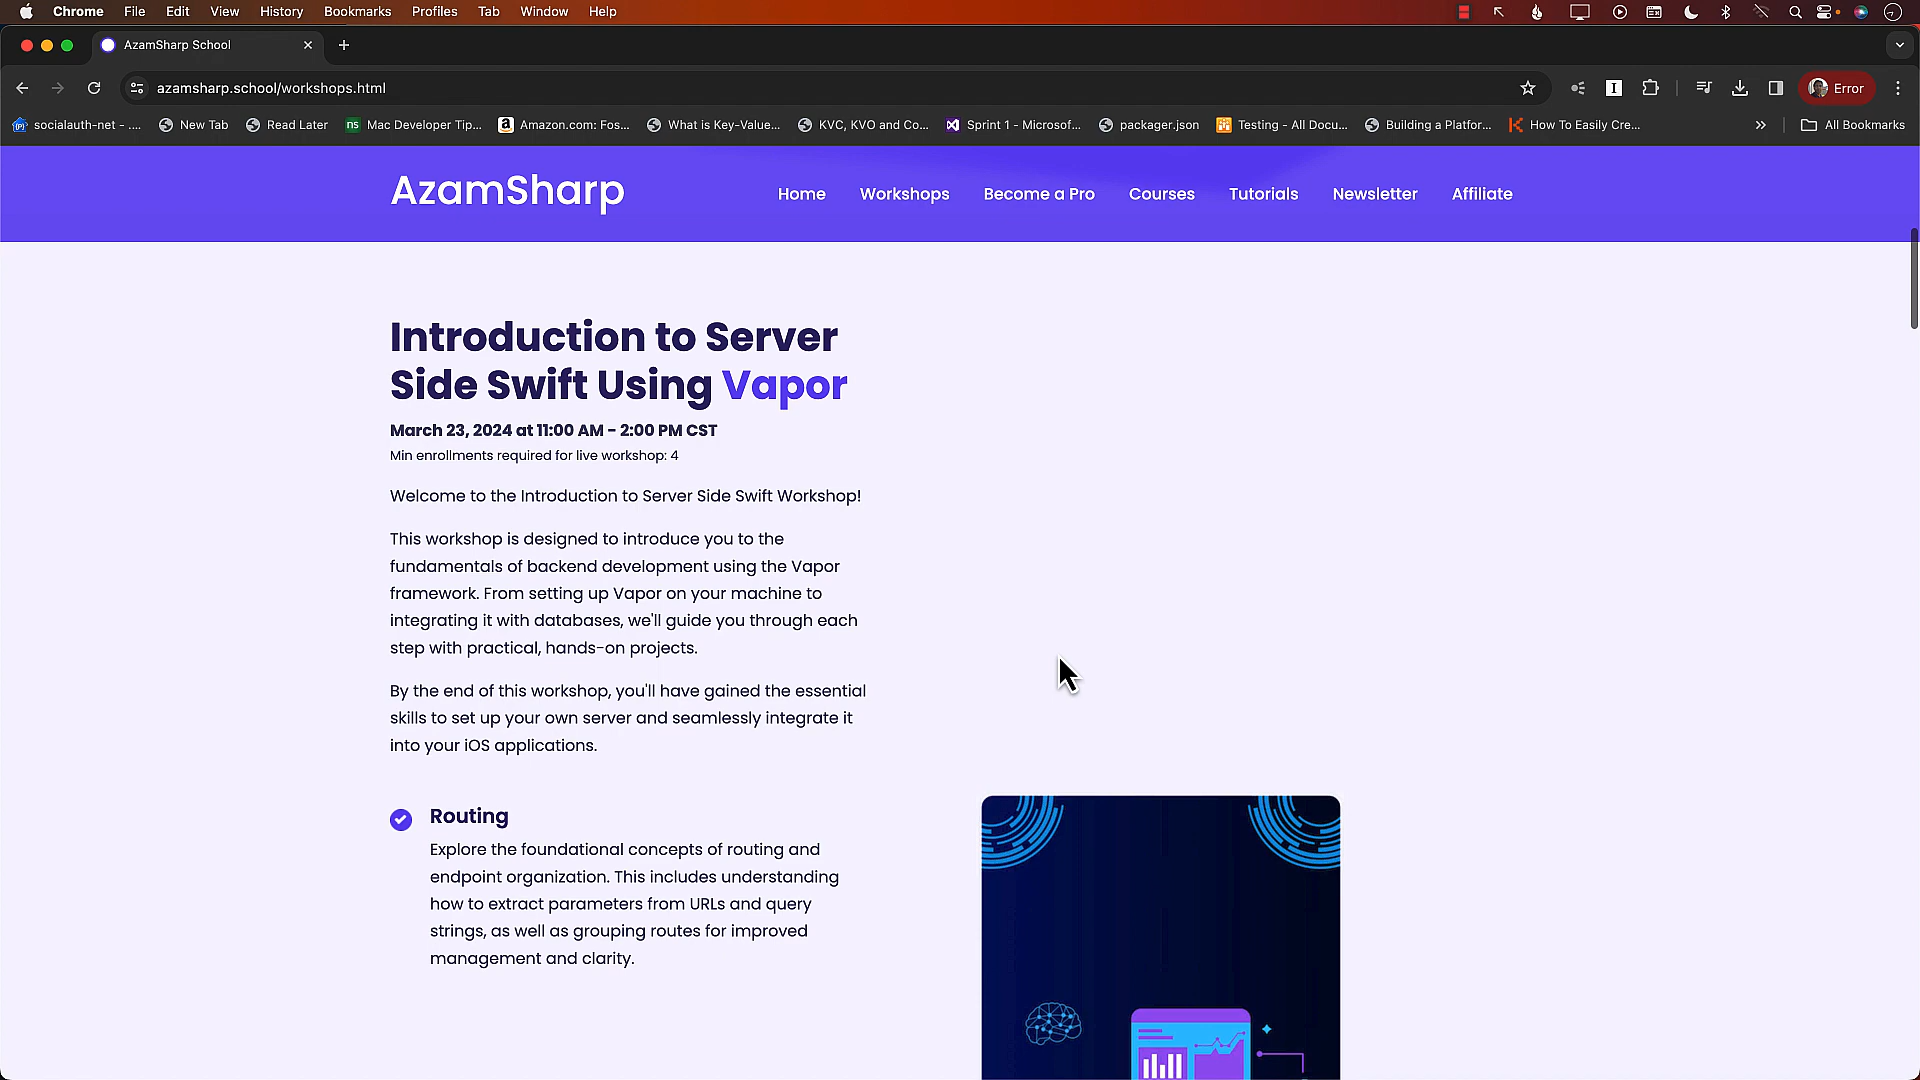 Chrome File Edit View History Bookmarks Profiles Tab Window Help
AzamSharp School
azamsharp.school/workshops.html
Error
socialauth-net - .... New Tab Read Later Mac Developer Tip... Amazon.com: Fos... What is Key-Value... KVC, KVO and Co... Sprint 1 - Microsof... packager.json Testing - All Docu... Building a Platfor... How To Easily Cre... All Bookmarks
AzamSharp
Home Workshops Become a Pro Courses Tutorials Newsletter Affiliate
Introduction to Server
Side Swift Using Vapor
March 23, 2024 at 11:00 AM - 2:00 PM CST
Min enrollments required for live workshop: 4
Welcome to the Introduction to Server Side Swift Workshop!
This workshop is designed to introduce you to the
fundamentals of backend development using the Vapor
framework. From setting up Vapor on your machine to
integrating it with databases, we'll guide you through each
step with practical, hands-on projects.
By the end of this workshop, you'll have gained the essential
skills to set up your own server and seamlessly integrate it
into your iOS applications.
Routing
Explore the foundational concepts of routing and
endpoint organization. This includes understanding
how to extract parameters from URLs and query
strings, as well as grouping routes for improved
management and clarity.